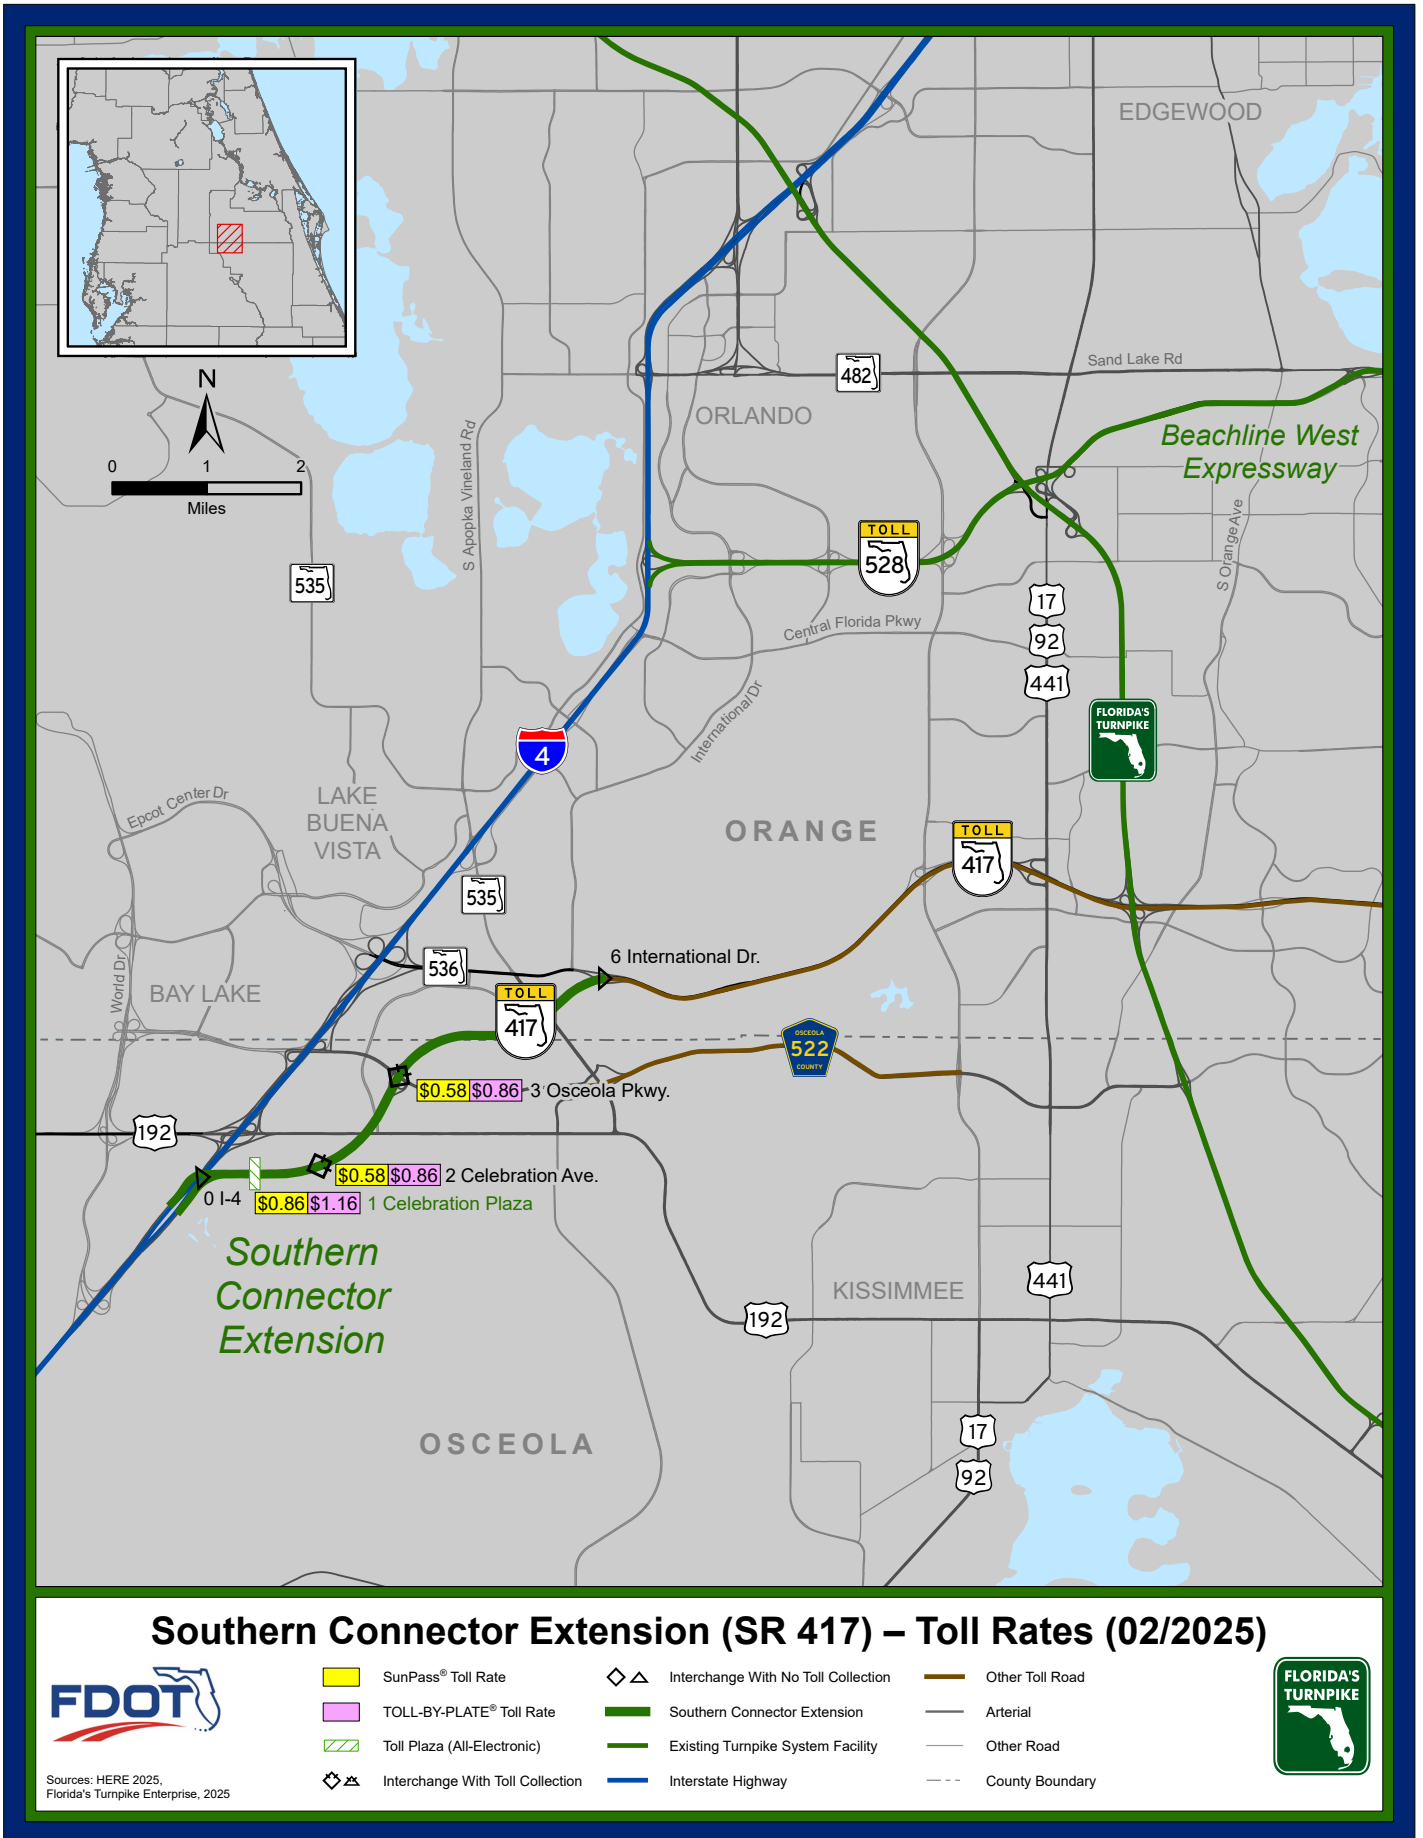 EDGEWOOD
N
0 1 2
Miles
482
Sand Lake Rd
ORLANDO
Beachline West
Expressway
S Apopka Vineland Rd
TOLL
528
535
S Orange Ave
17
92
441
Central Florida Pkwy
International Dr
FLORIDA'S
TURNPIKE
4
Epcot Center Dr
LAKE
BUENA
VISTA
ORANGE
TOLL
417
535
536
6 International Dr.
World Dr
BAY LAKE
TOLL
417
OSCEOLA
522
COUNTY
$0.58 $0.86 3 Osceola Pkwy.
192
$0.58 $0.86 2 Celebration Ave.
0 I-4
$0.86 $1.16 1 Celebration Plaza
Southern
Connector
Extension
KISSIMMEE
441
192
OSCEOLA
17
92
Southern Connector Extension (SR 417) – Toll Rates (02/2025)
FDOT
Sources: HERE 2025,
Florida's Turnpike Enterprise, 2025
SunPass® Toll Rate
TOLL-BY-PLATE® Toll Rate
Toll Plaza (All-Electronic)
Interchange With Toll Collection
Interchange With No Toll Collection
Southern Connector Extension
Existing Turnpike System Facility
Interstate Highway
Other Toll Road
Arterial
Other Road
County Boundary
FLORIDA'S
TURNPIKE